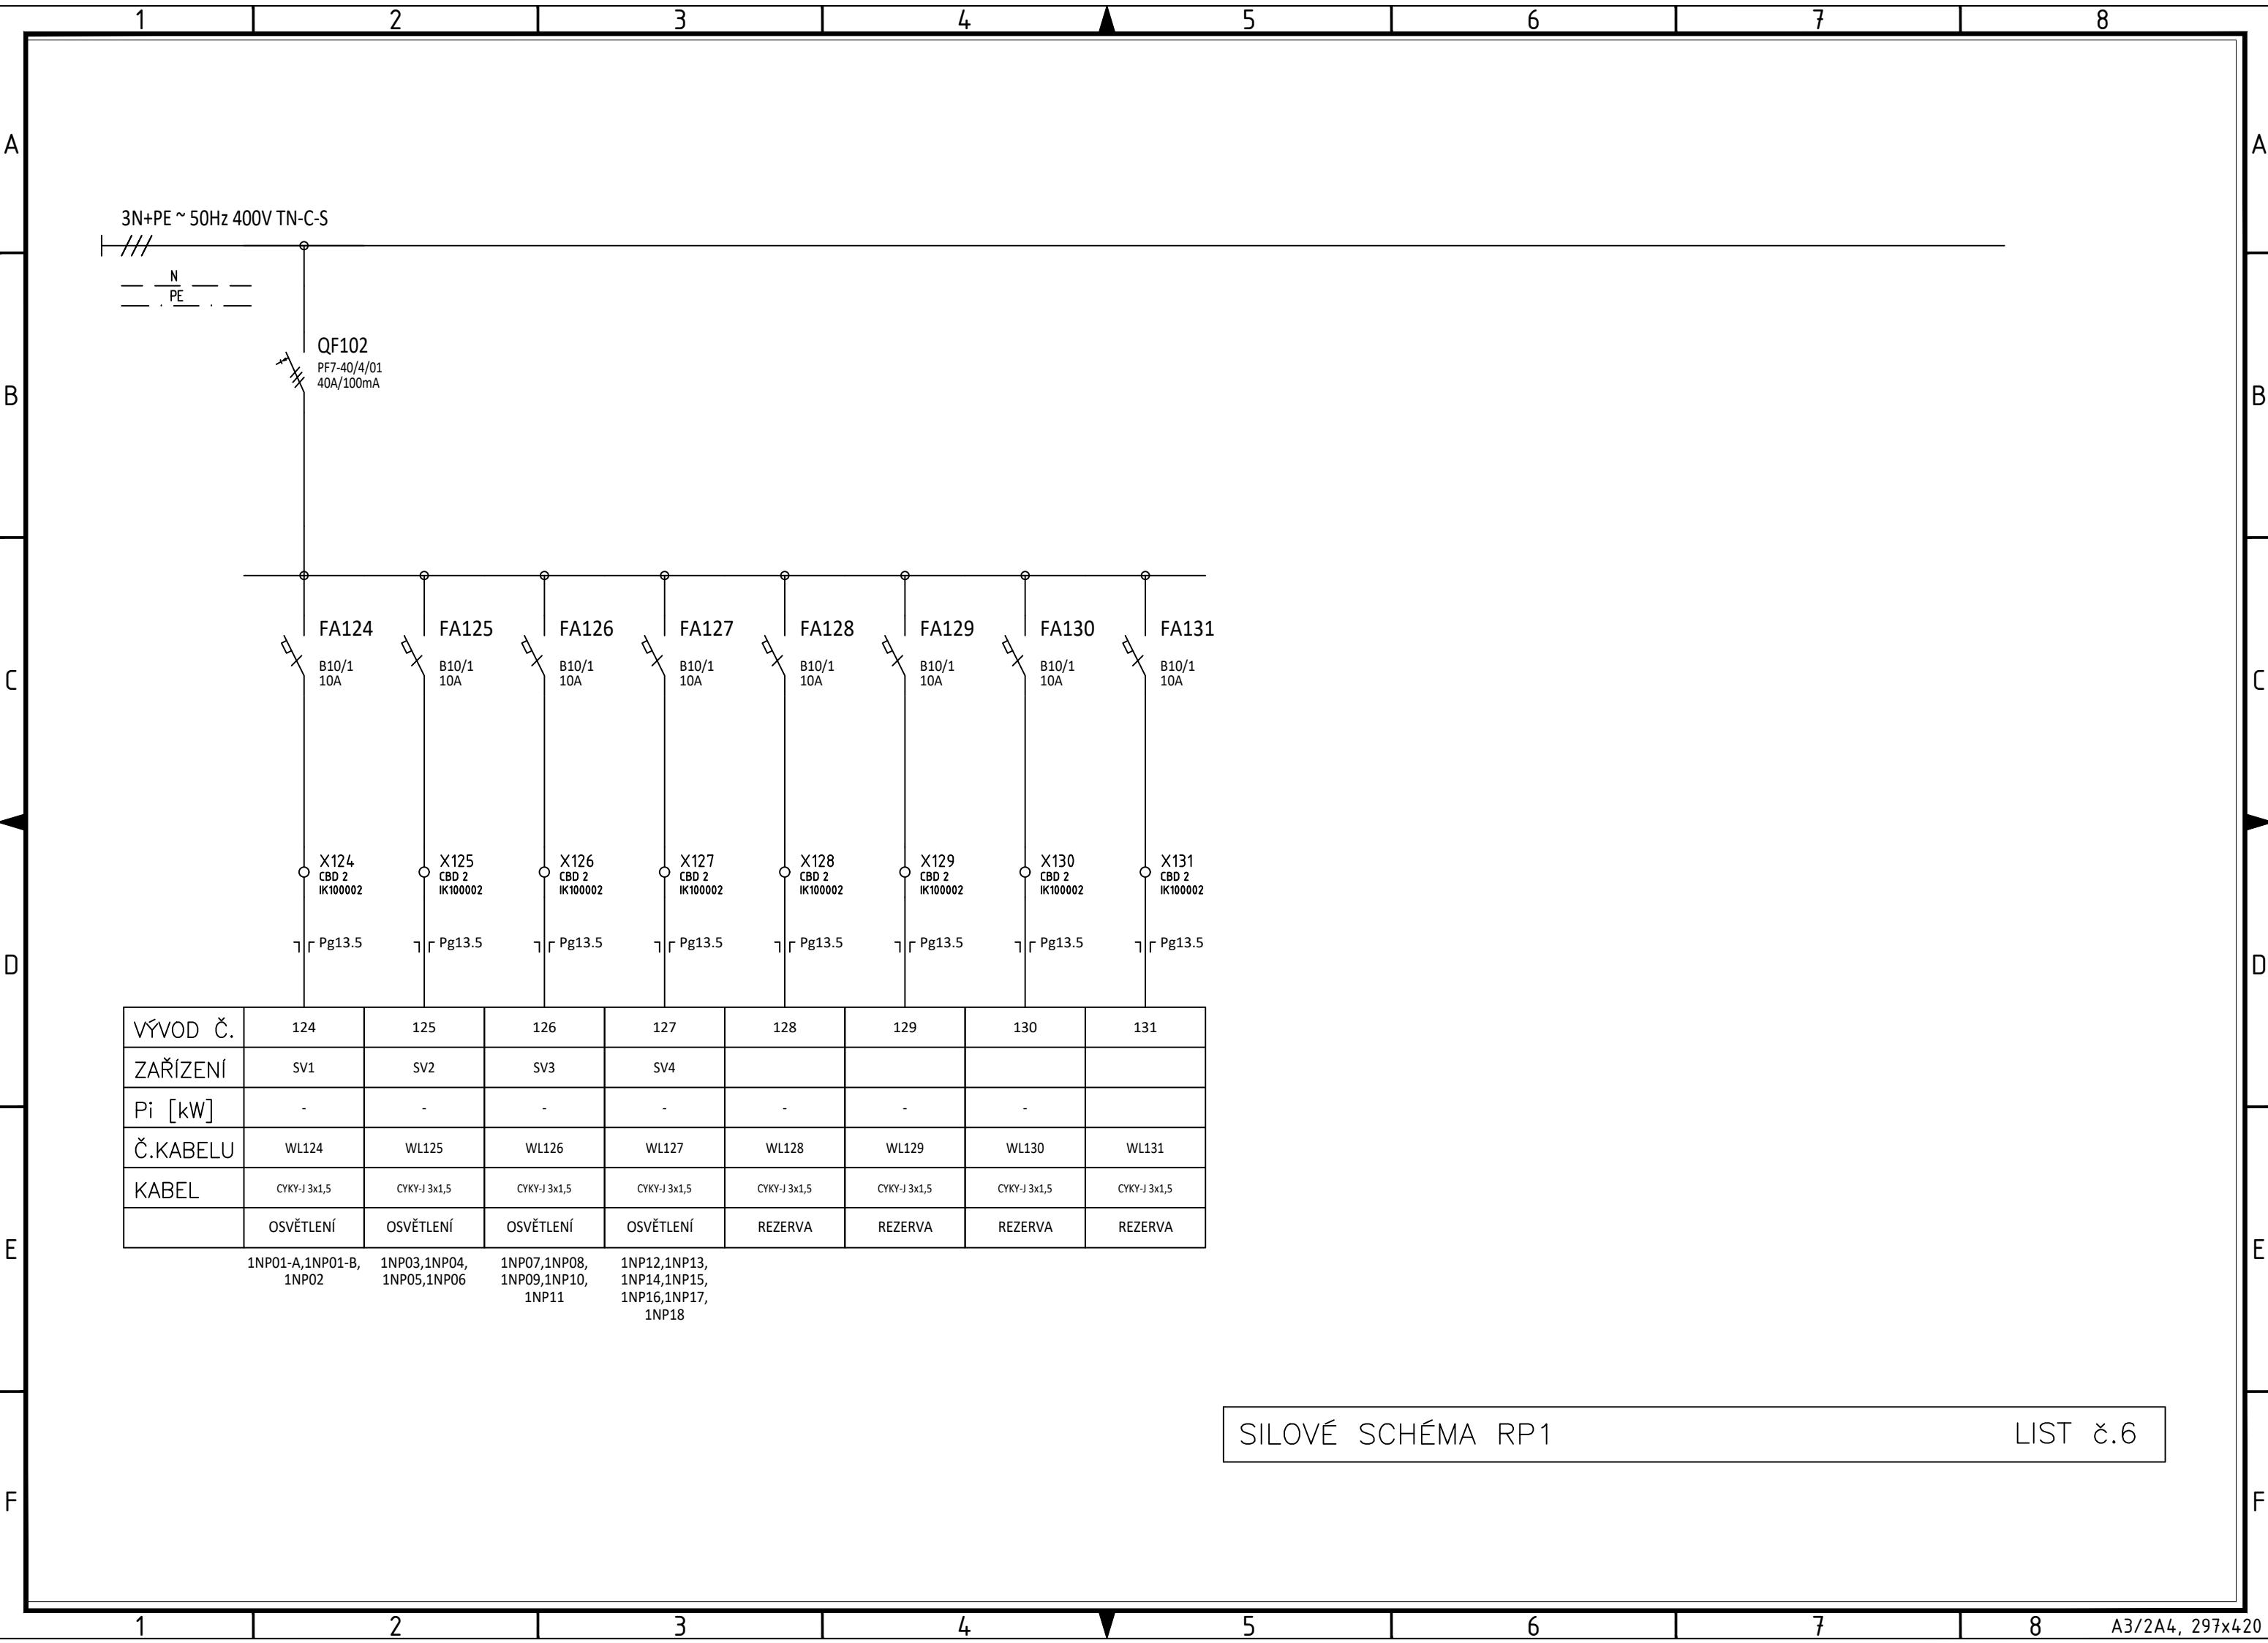 1 2 3 4 5 6 7 8
A A
3N+PE ~ 50Hz 400V TN-C-S
N
PE
QF102
PF7-40/4/01
40A/100mA
B B
FA124 FA125 FA126 FA127 FA128 FA129 FA130 FA131
B10/1 B10/1 B10/1 B10/1 B10/1 B10/1 B10/1 B10/1
10A 10A 10A 10A 10A 10A 10A 10A
C C
X124 X125 X126 X127 X128 X129 X130 X131
CBD 2 CBD 2 CBD 2 CBD 2 CBD 2 CBD 2 CBD 2 CBD 2
IK100002 IK100002 IK100002 IK100002 IK100002 IK100002 IK100002 IK100002
Pg13.5 Pg13.5 Pg13.5 Pg13.5 Pg13.5 Pg13.5 Pg13.5 Pg13.5
D D
VÝVOD Č. 124 125 126 127 128 129 130 131
ZAŘÍZENÍ SV1 SV2 SV3 SV4
Pi [kW] - - - - - - -
Č.KABELU WL124 WL125 WL126 WL127 WL128 WL129 WL130 WL131
KABEL CYKY-J 3x1,5 CYKY-J 3x1,5 CYKY-J 3x1,5 CYKY-J 3x1,5 CYKY-J 3x1,5 CYKY-J 3x1,5 CYKY-J 3x1,5 CYKY-J 3x1,5
OSVĚTLENÍ OSVĚTLENÍ OSVĚTLENÍ OSVĚTLENÍ REZERVA REZERVA REZERVA REZERVA
E E
1NP01-A,1NP01-B, 1NP03,1NP04, 1NP07,1NP08, 1NP12,1NP13,
1NP02 1NP05,1NP06 1NP09,1NP10, 1NP14,1NP15,
1NP11 1NP16,1NP17,
1NP18
SILOVÉ SCHÉMA RP1 LIST č.6
F F
1 2 3 4 5 6 7 8 A3/2A4, 297x420